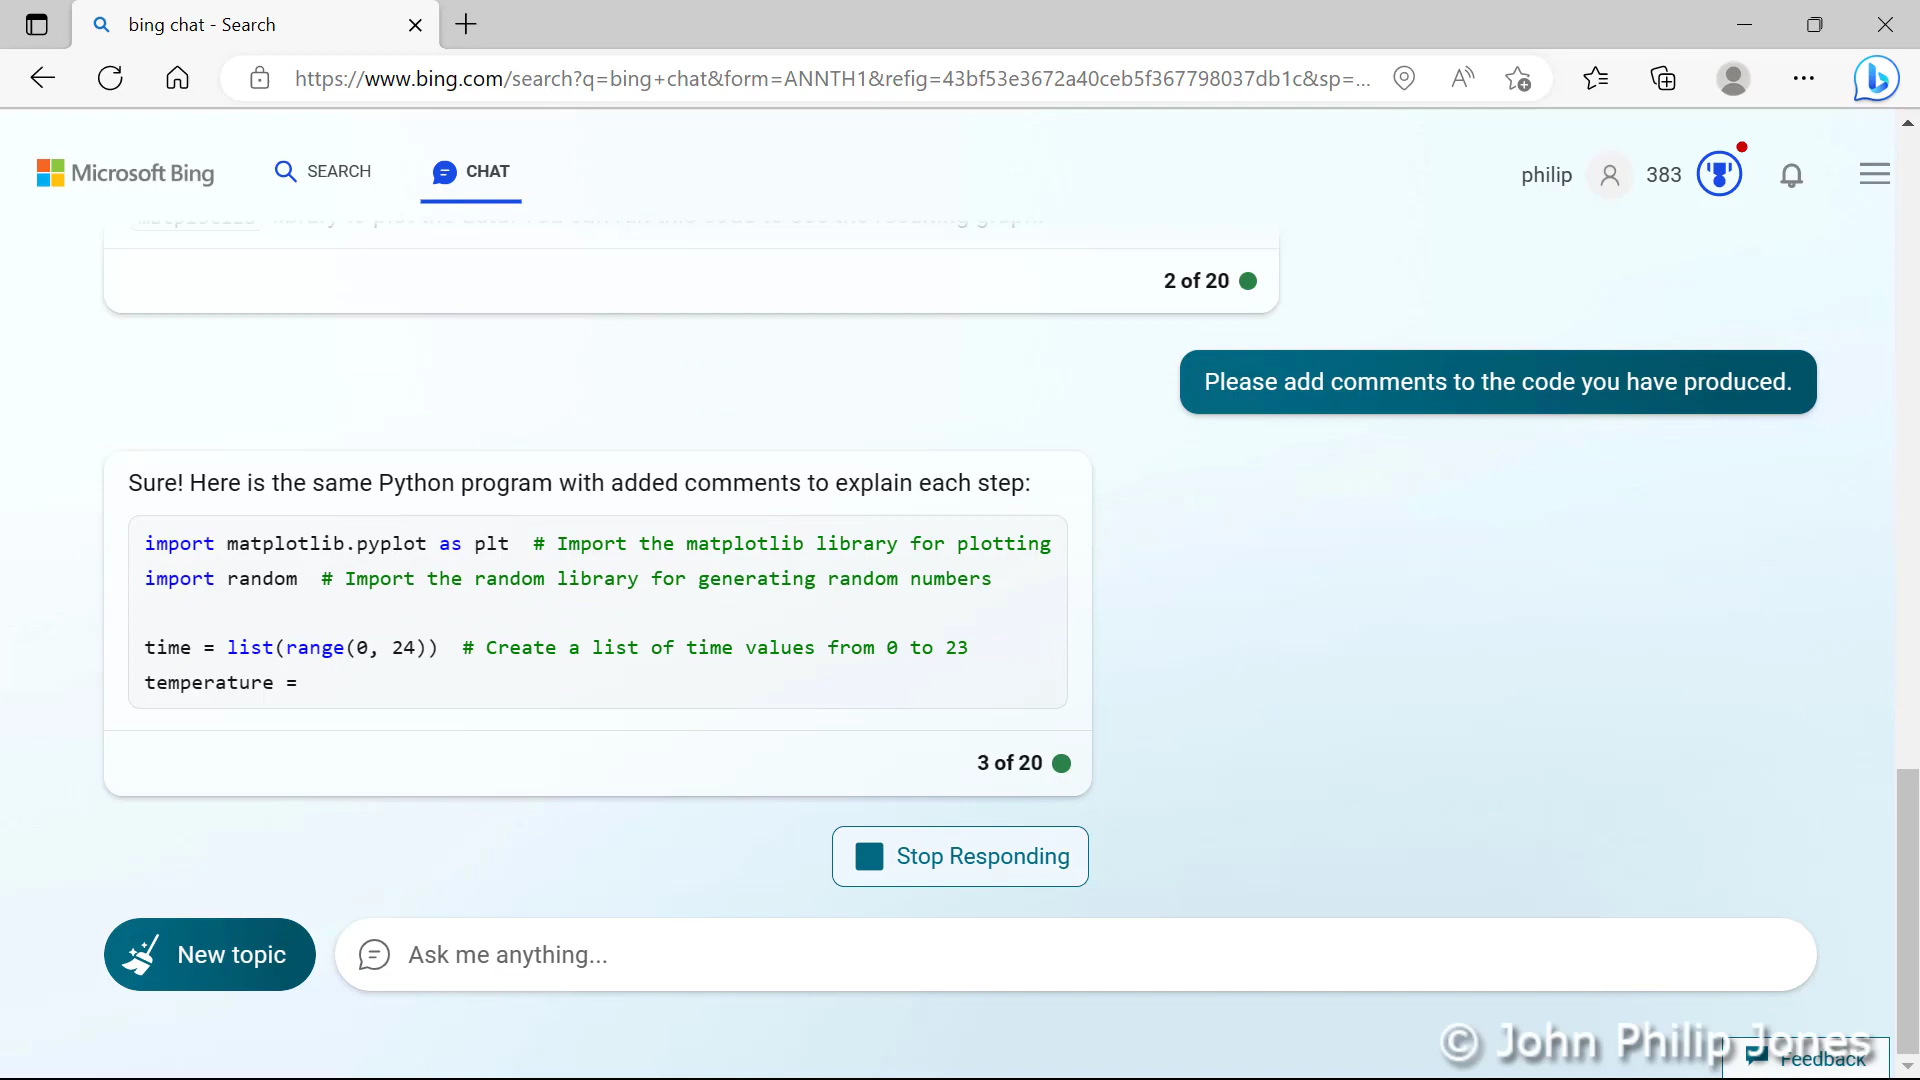 bing chat - Search
https://www.bing.com/search?q=bing+chat&form=ANNTH1&refig=43bf53e3672a40ceb5f367798037db1c&sp=...
Microsoft Bing
SEARCH
CHAT
philip
383
2 of 20
Please add comments to the code you have produced.
Sure! Here is the same Python program with added comments to explain each step:
import matplotlib.pyplot as plt  # Import the matplotlib library for plotting
import random  # Import the random library for generating random numbers
time = list(range(0, 24))  # Create a list of time values from 0 to 23
temperature =
3 of 20
Stop Responding
New topic
Ask me anything...
© John Philip Jones
Feedback